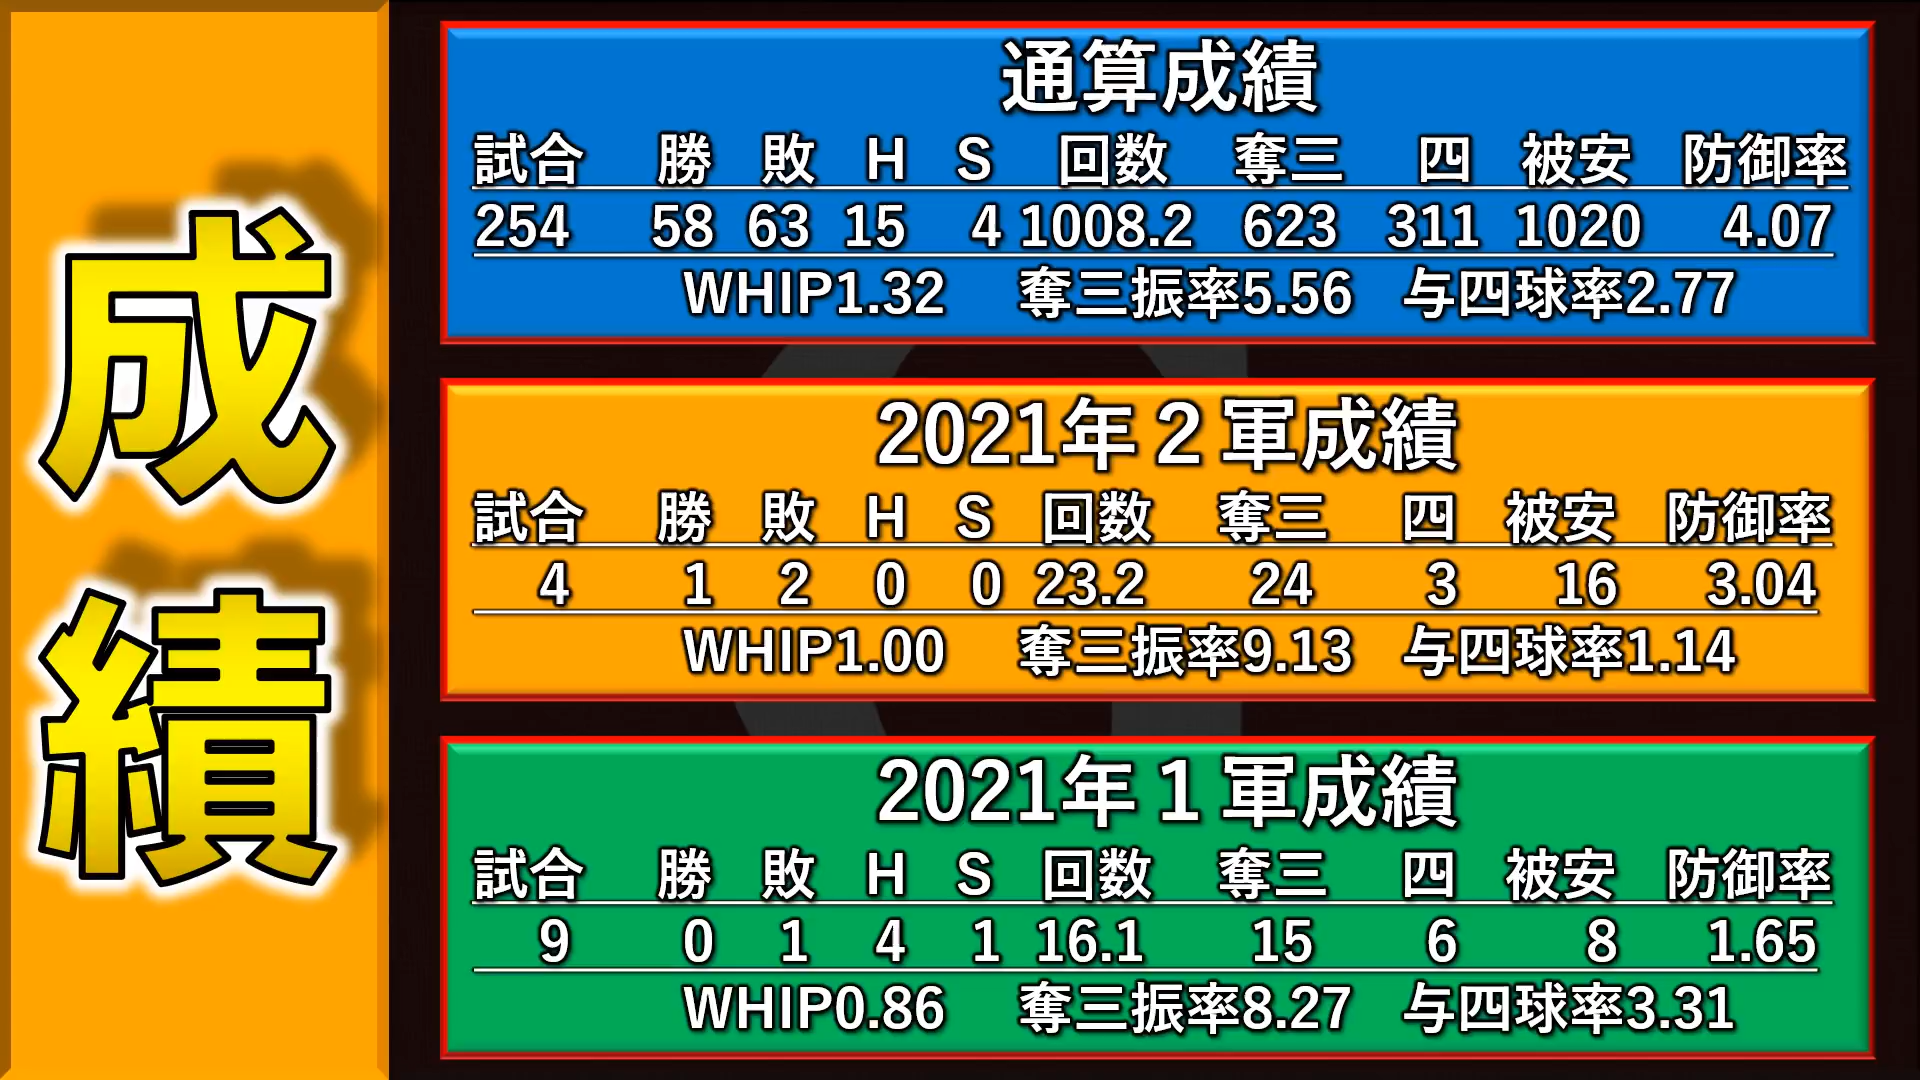 成績
通算成績
試合 勝 敗 H S 回数 奪三 四 被安 防御率
254 58 63 15 4 1008.2 623 311 1020 4.07
WHIP1.32 奪三振率5.56 与四球率2.77
2021年２軍成績
試合 勝 敗 H S 回数 奪三 四 被安 防御率
4 1 2 0 0 23.2 24 3 16 3.04
WHIP1.00 奪三振率9.13 与四球率1.14
2021年１軍成績
試合 勝 敗 H S 回数 奪三 四 被安 防御率
9 0 1 4 1 16.1 15 6 8 1.65
WHIP0.86 奪三振率8.27 与四球率3.31